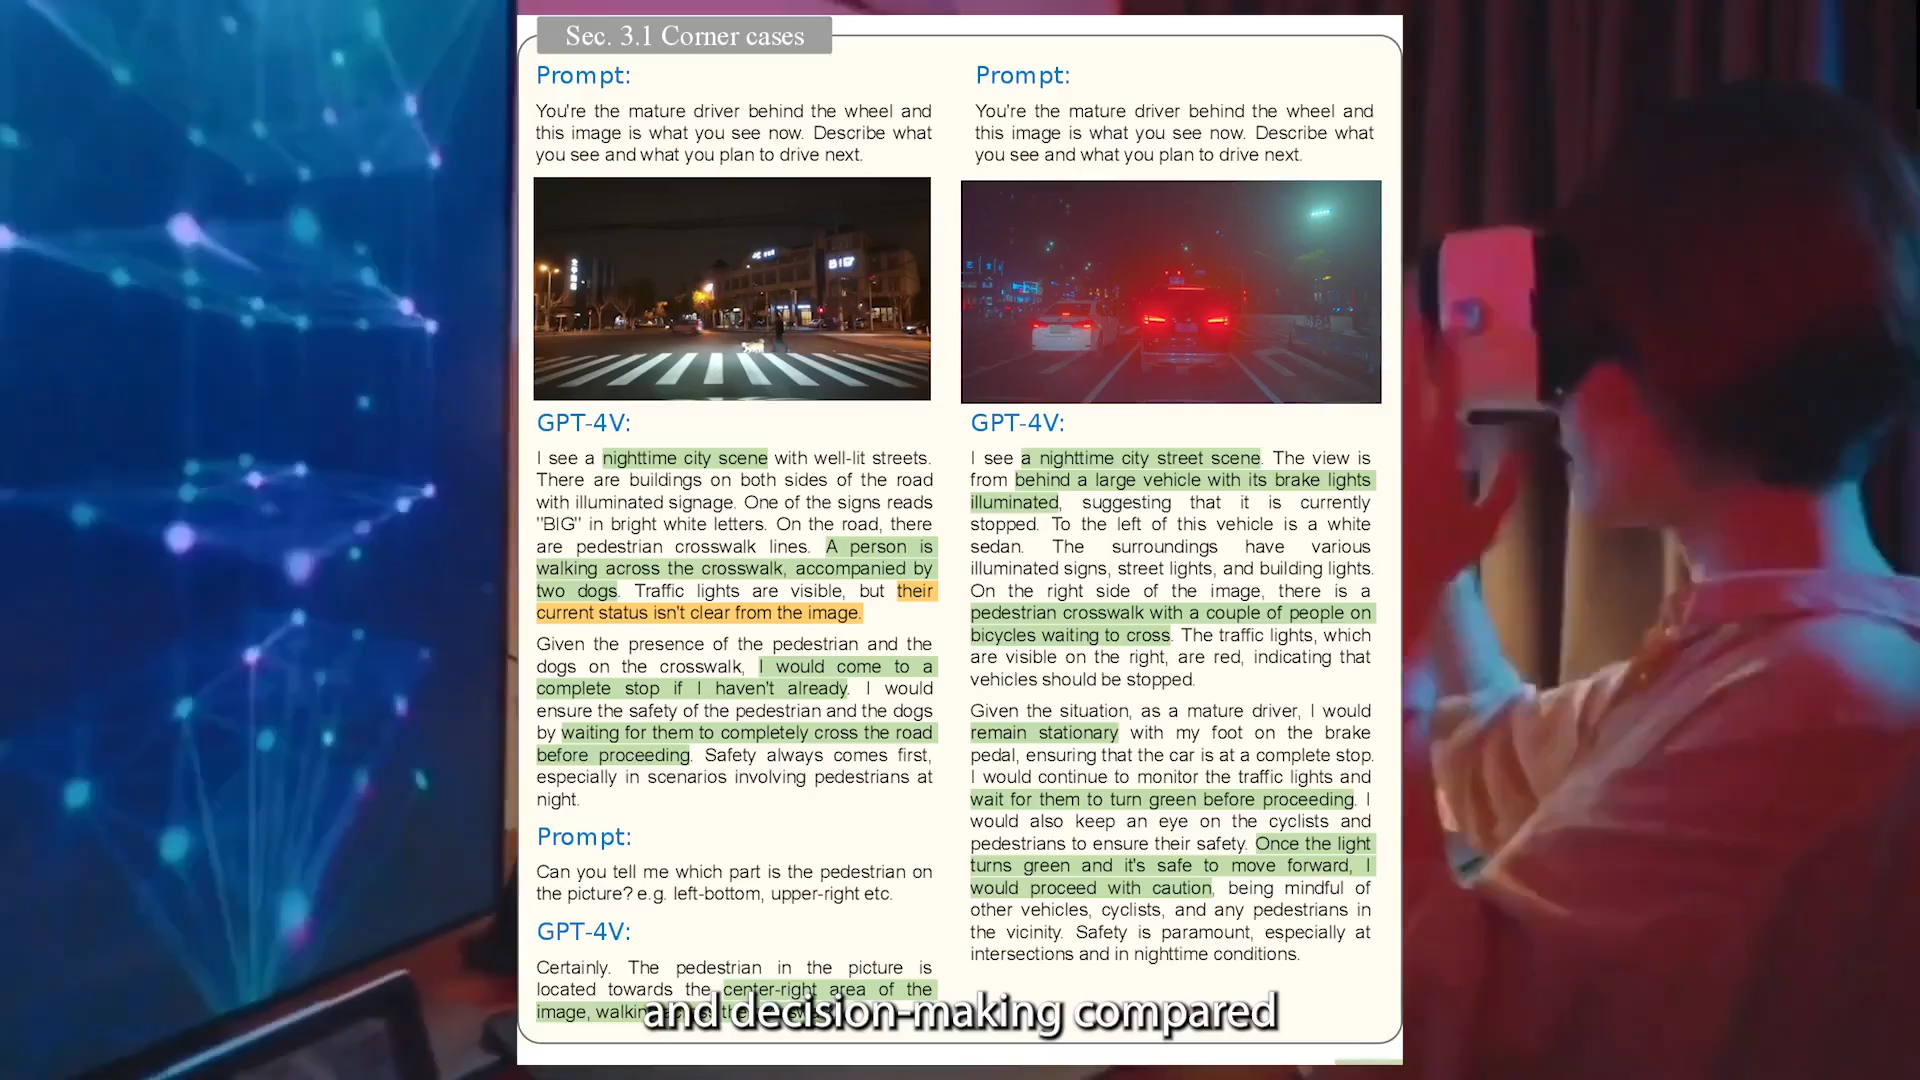 Sec. 3.1 Corner cases
Prompt:
You're the mature driver behind the wheel and
this image is what you see now. Describe what
you see and what you plan to drive next.
BIG
GPT-4V:
I see a nighttime city scene with well-lit streets.
There are buildings on both sides of the road
with illuminated signage. One of the signs reads
"BIG" in bright white letters. On the road, there
are pedestrian crosswalk lines. A person is
walking across the crosswalk, accompanied by
two dogs. Traffic lights are visible, but their
current status isn't clear from the image.
Given the presence of the pedestrian and the
dogs on the crosswalk, I would come to a
complete stop if I haven't already. I would
ensure the safety of the pedestrian and the dogs
by waiting for them to completely cross the road
before proceeding. Safety always comes first,
especially in scenarios involving pedestrians at
night.
Prompt:
Can you tell me which part is the pedestrian on
the picture? e.g. left-bottom, upper-right etc.
GPT-4V:
Certainly. The pedestrian in the picture is
located towards the center-right area of the
image,
Prompt:
You're the mature driver behind the wheel and
this image is what you see now. Describe what
you see and what you plan to drive next.
GPT-4V:
I see a nighttime city street scene. The view is
from behind a large vehicle with its brake lights
illuminated, suggesting that it is currently
stopped. To the left of this vehicle is a white
sedan. The surroundings have various
illuminated signs, street lights, and building lights.
On the right side of the image, there is a
pedestrian crosswalk with a couple of people on
bicycles waiting to cross. The traffic lights, which
are visible on the right, are red, indicating that
vehicles should be stopped.
Given the situation, as a mature driver, I would
remain stationary with my foot on the brake
pedal, ensuring that the car is at a complete stop.
I would continue to monitor the traffic lights and
wait for them to turn green before proceeding. I
would also keep an eye on the cyclists and
pedestrians to ensure their safety. Once the light
turns green and it's safe to move forward, I
would proceed with caution, being mindful of
other vehicles, cyclists, and any pedestrians in
the vicinity. Safety is paramount, especially at
intersections and in nighttime conditions.
and decision-making compared